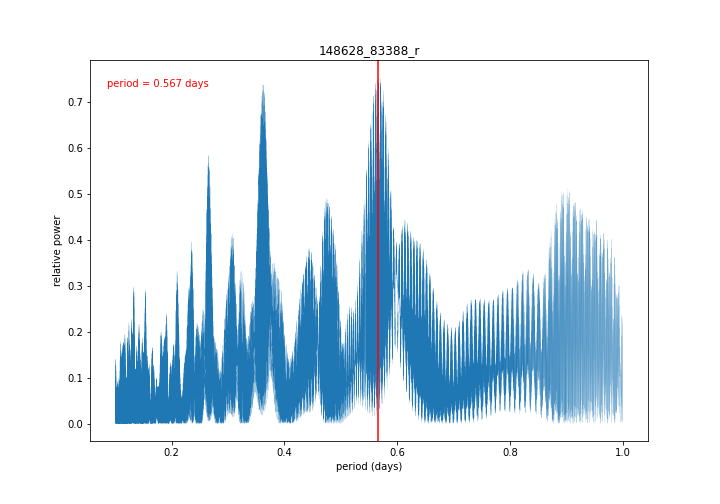 148628_83388_r
period = 0.567 days
relative power
0.7
0.6
0.5
0.4
0.3
0.2
0.1
0.0
0.2 0.4 0.6 0.8 1.0
period (days)